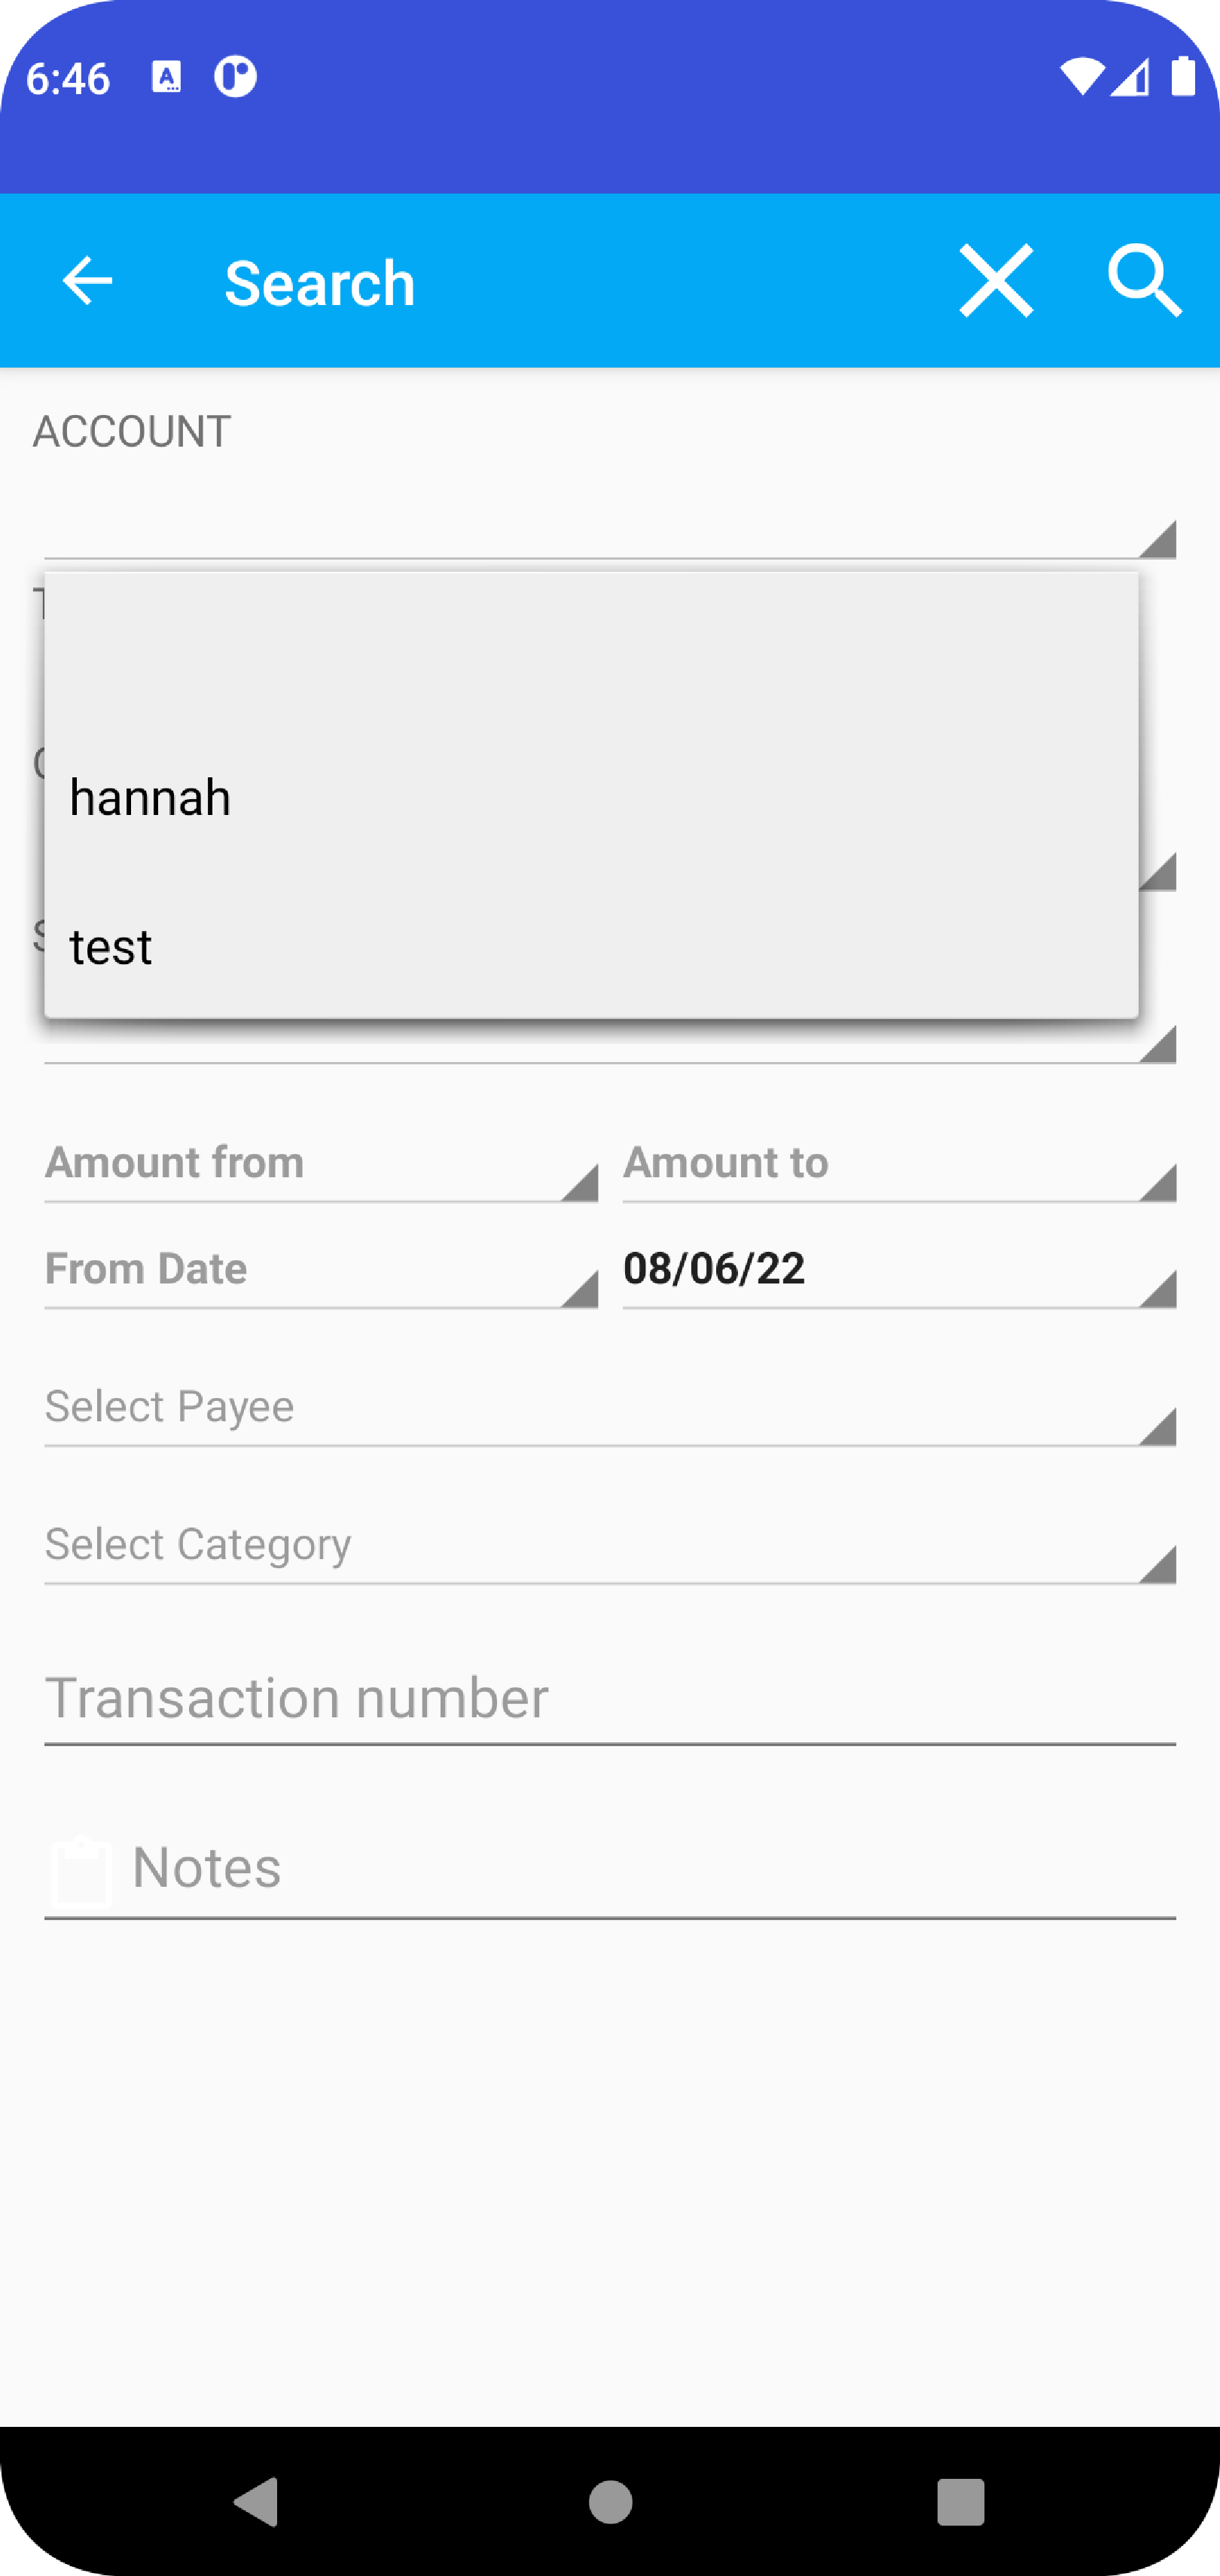 6:46
Search
ACCOUNT
hannah
test
Amount from Amount to
From Date 08/06/22
Select Payee
Select Category
Transaction number
Notes